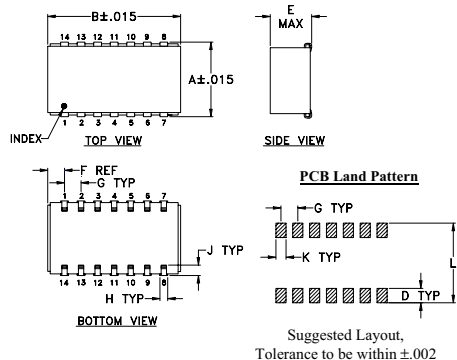 B±.015
E
MAX
14 13 12 11 10 9 8
A±.015
INDEX
1 2 3 4 5 6 7
TOP VIEW
SIDE VIEW
F REF
G TYP
1 2 3 4 5 6 7
J TYP
14 13 12 11 10 9 8
H TYP
BOTTOM VIEW
PCB Land Pattern
G TYP
K TYP
L
D TYP
Suggested Layout,
Tolerance to be within ±.002